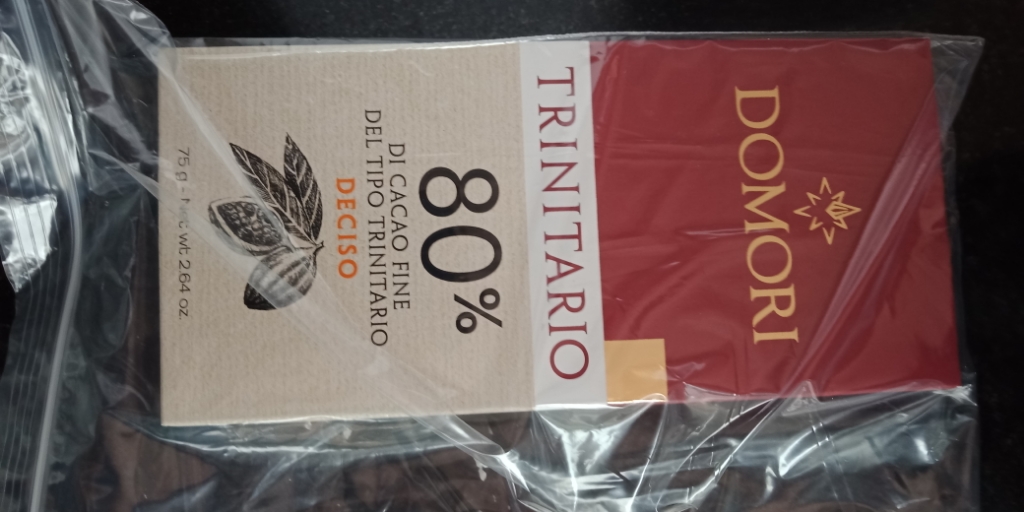 DOMORI
TRINITARIO
80%
DI CACAO FINE
DEL TIPO TRINITARIO
DECISO
75 g - Net wt 2.64 oz.